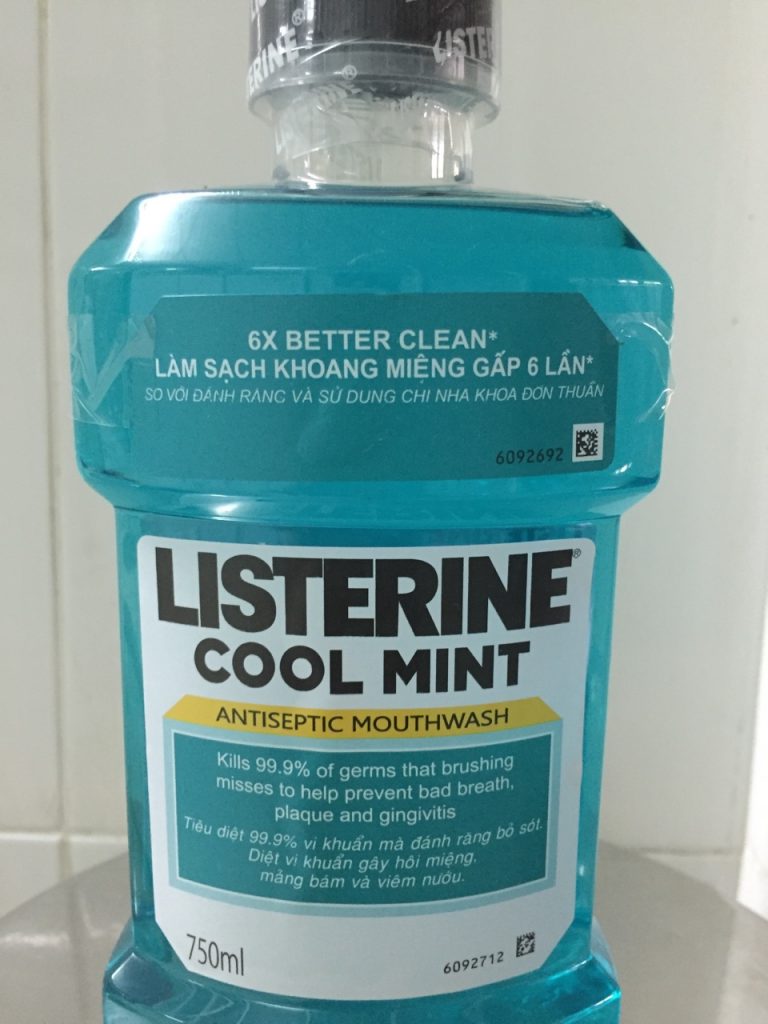 LISTERINE®
LISTE
6X BETTER CLEAN*
LÀM SẠCH KHOANG MIỆNG GẤP 6 LẦN*
SO VỚI ĐÁNH RĂNG VÀ SỬ DỤNG CHỈ NHA KHOA ĐƠN THUẦN
6092692
LISTERINE®
COOL MINT
ANTISEPTIC MOUTHWASH
Kills 99.9% of germs that brushing
misses to help prevent bad breath,
plaque and gingivitis
Tiêu diệt 99.9% vi khuẩn mà đánh răng bỏ sót.
Diệt vi khuẩn gây hôi miệng,
mảng bám và viêm nướu.
750ml
6092712